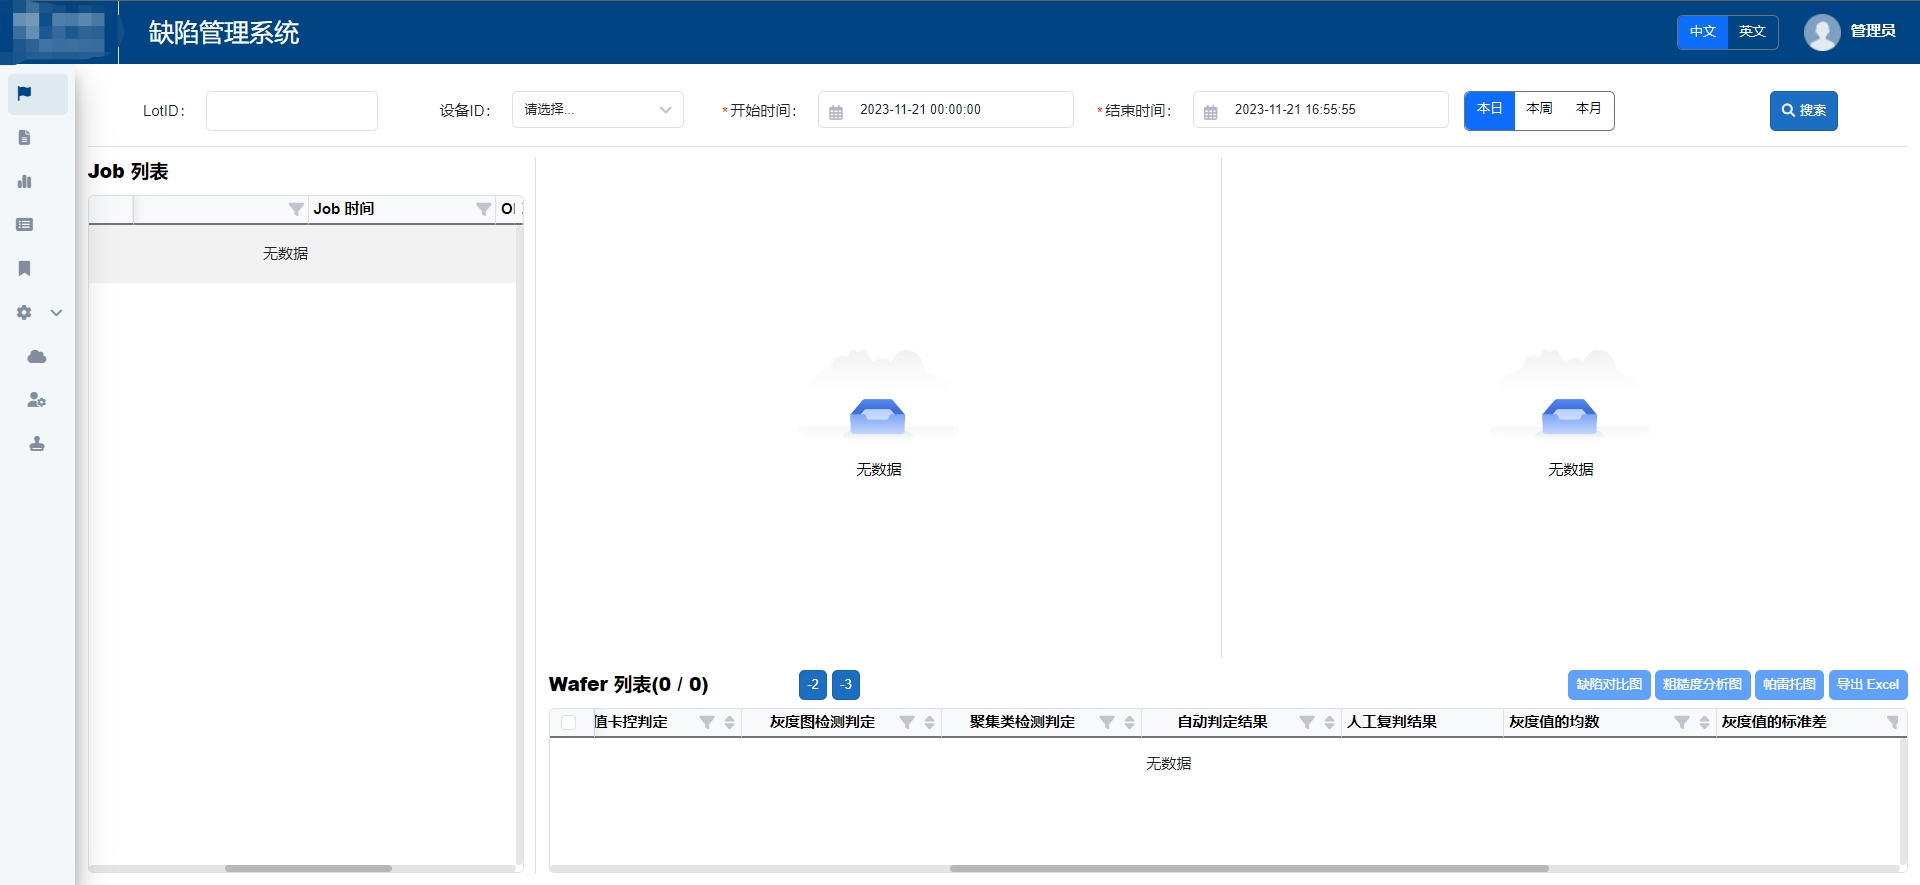 缺陷管理系统
中文 英文 管理员
LotID： 设备ID： 请选择... *开始时间： 2023-11-21 00:00:00 *结束时间： 2023-11-21 16:55:55 本日 本周 本月 搜索
Job 列表
Job 时间
无数据
无数据
无数据
Wafer 列表(0 / 0) -2 -3 缺陷对比图 粗糙度分析图 帕雷托图 导出 Excel
值卡控判定 灰度图检测判定 聚集类检测判定 自动判定结果 人工复判结果 灰度值的均数 灰度值的标准差
无数据